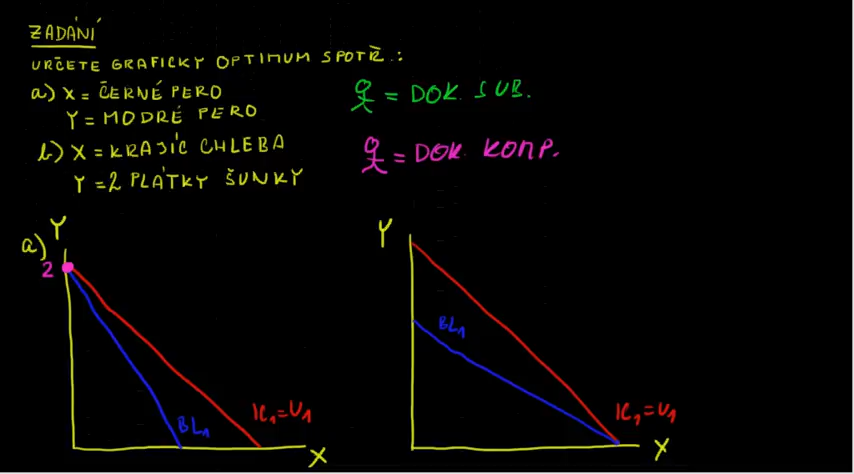 ZADÁNÍ
URČETE GRAFICKY OPTIMUM SPOTŘ.:
a) X = ČERNÉ PERO
Y = MODRÉ PERO
= DOK. SUB.
b) X = KRAJÍC CHLEBA
Y = 2 PLÁTKY ŠUNKY
= DOK. KOMP.
a)
Y
2
BL1
IC1 = U1
X
Y
BL1
IC1 = U1
X